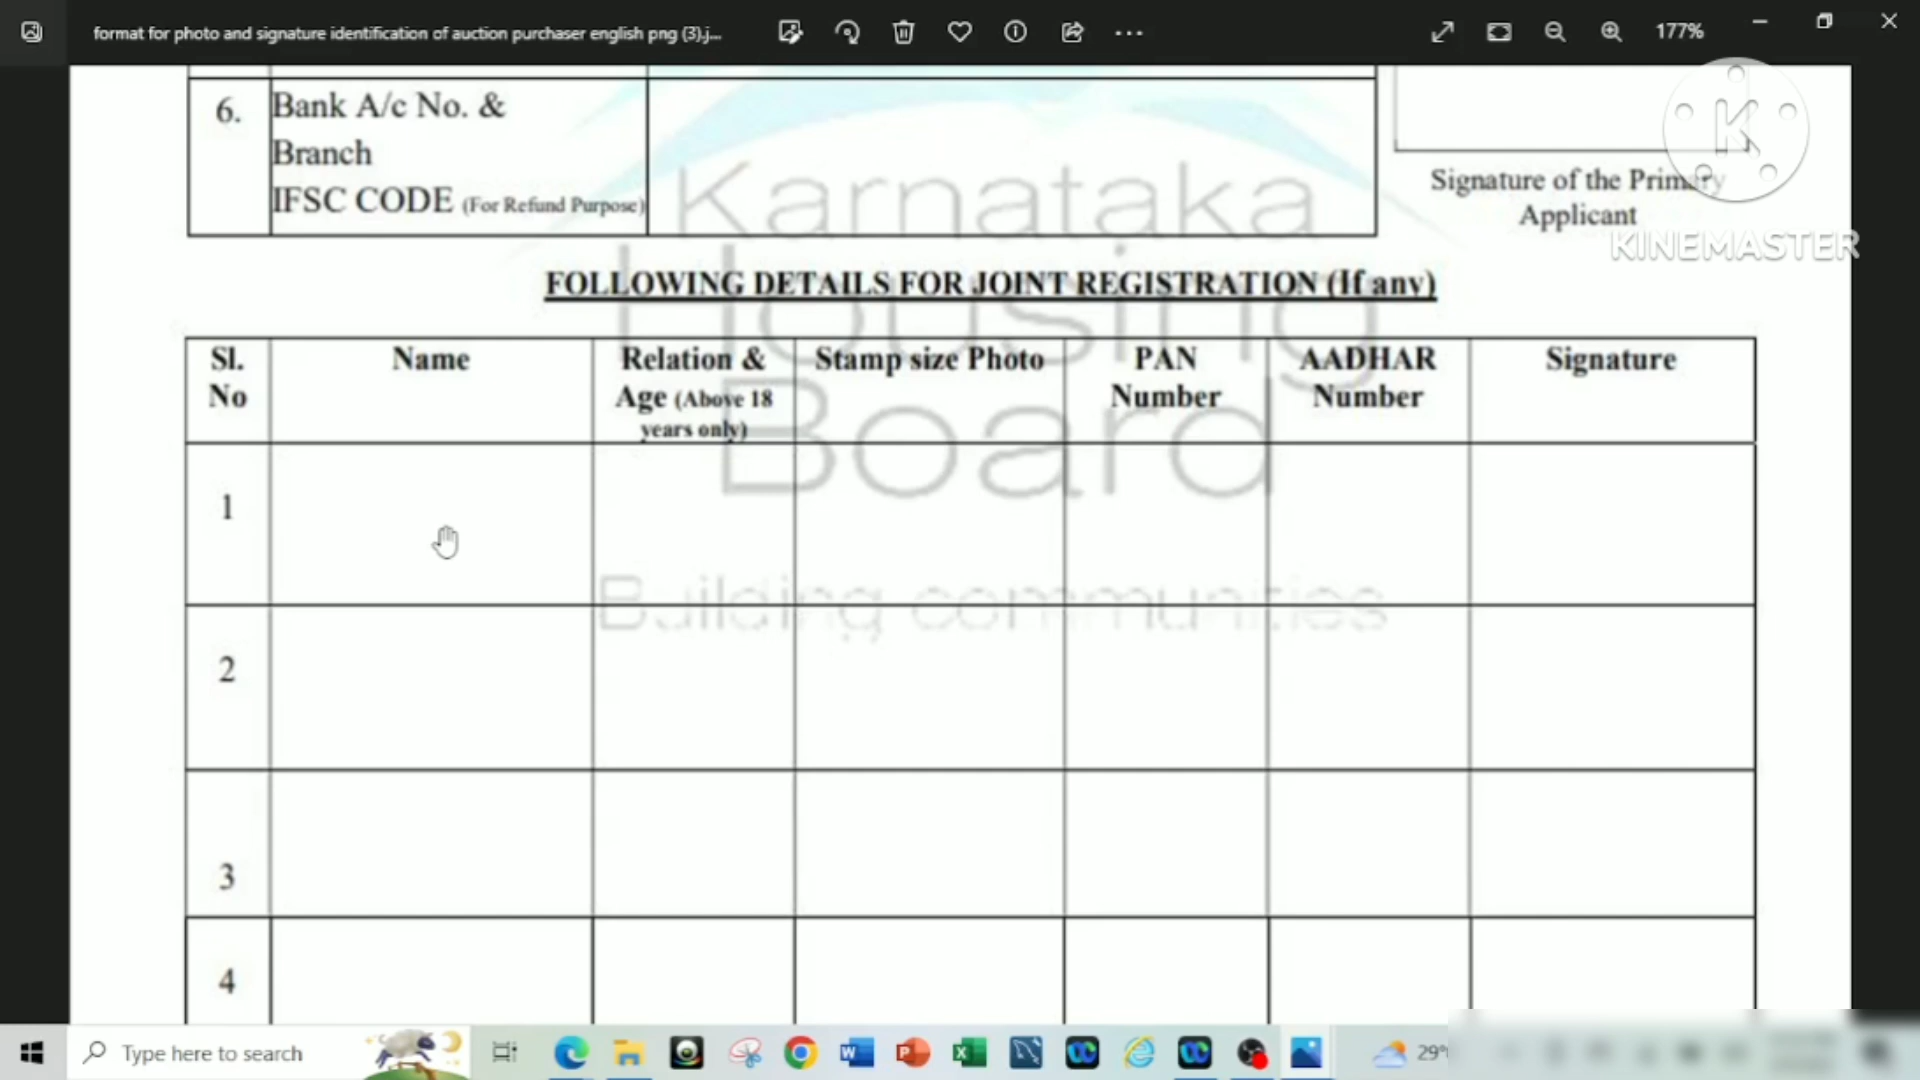 format for photo and signature identification of auction purchaser english png (3).j...
177%
6.
Bank A/c No. &
Branch
IFSC CODE (For Refund Purpose)
Signature of the Primary
Applicant
KINEMASTER
Karnataka
Housing
Board
Building communities
FOLLOWING DETAILS FOR JOINT REGISTRATION (If any)
Sl.
No
Name
Relation &
Age (Above 18
years only)
Stamp size Photo
PAN
Number
AADHAR
Number
Signature
1
2
3
4
Type here to search